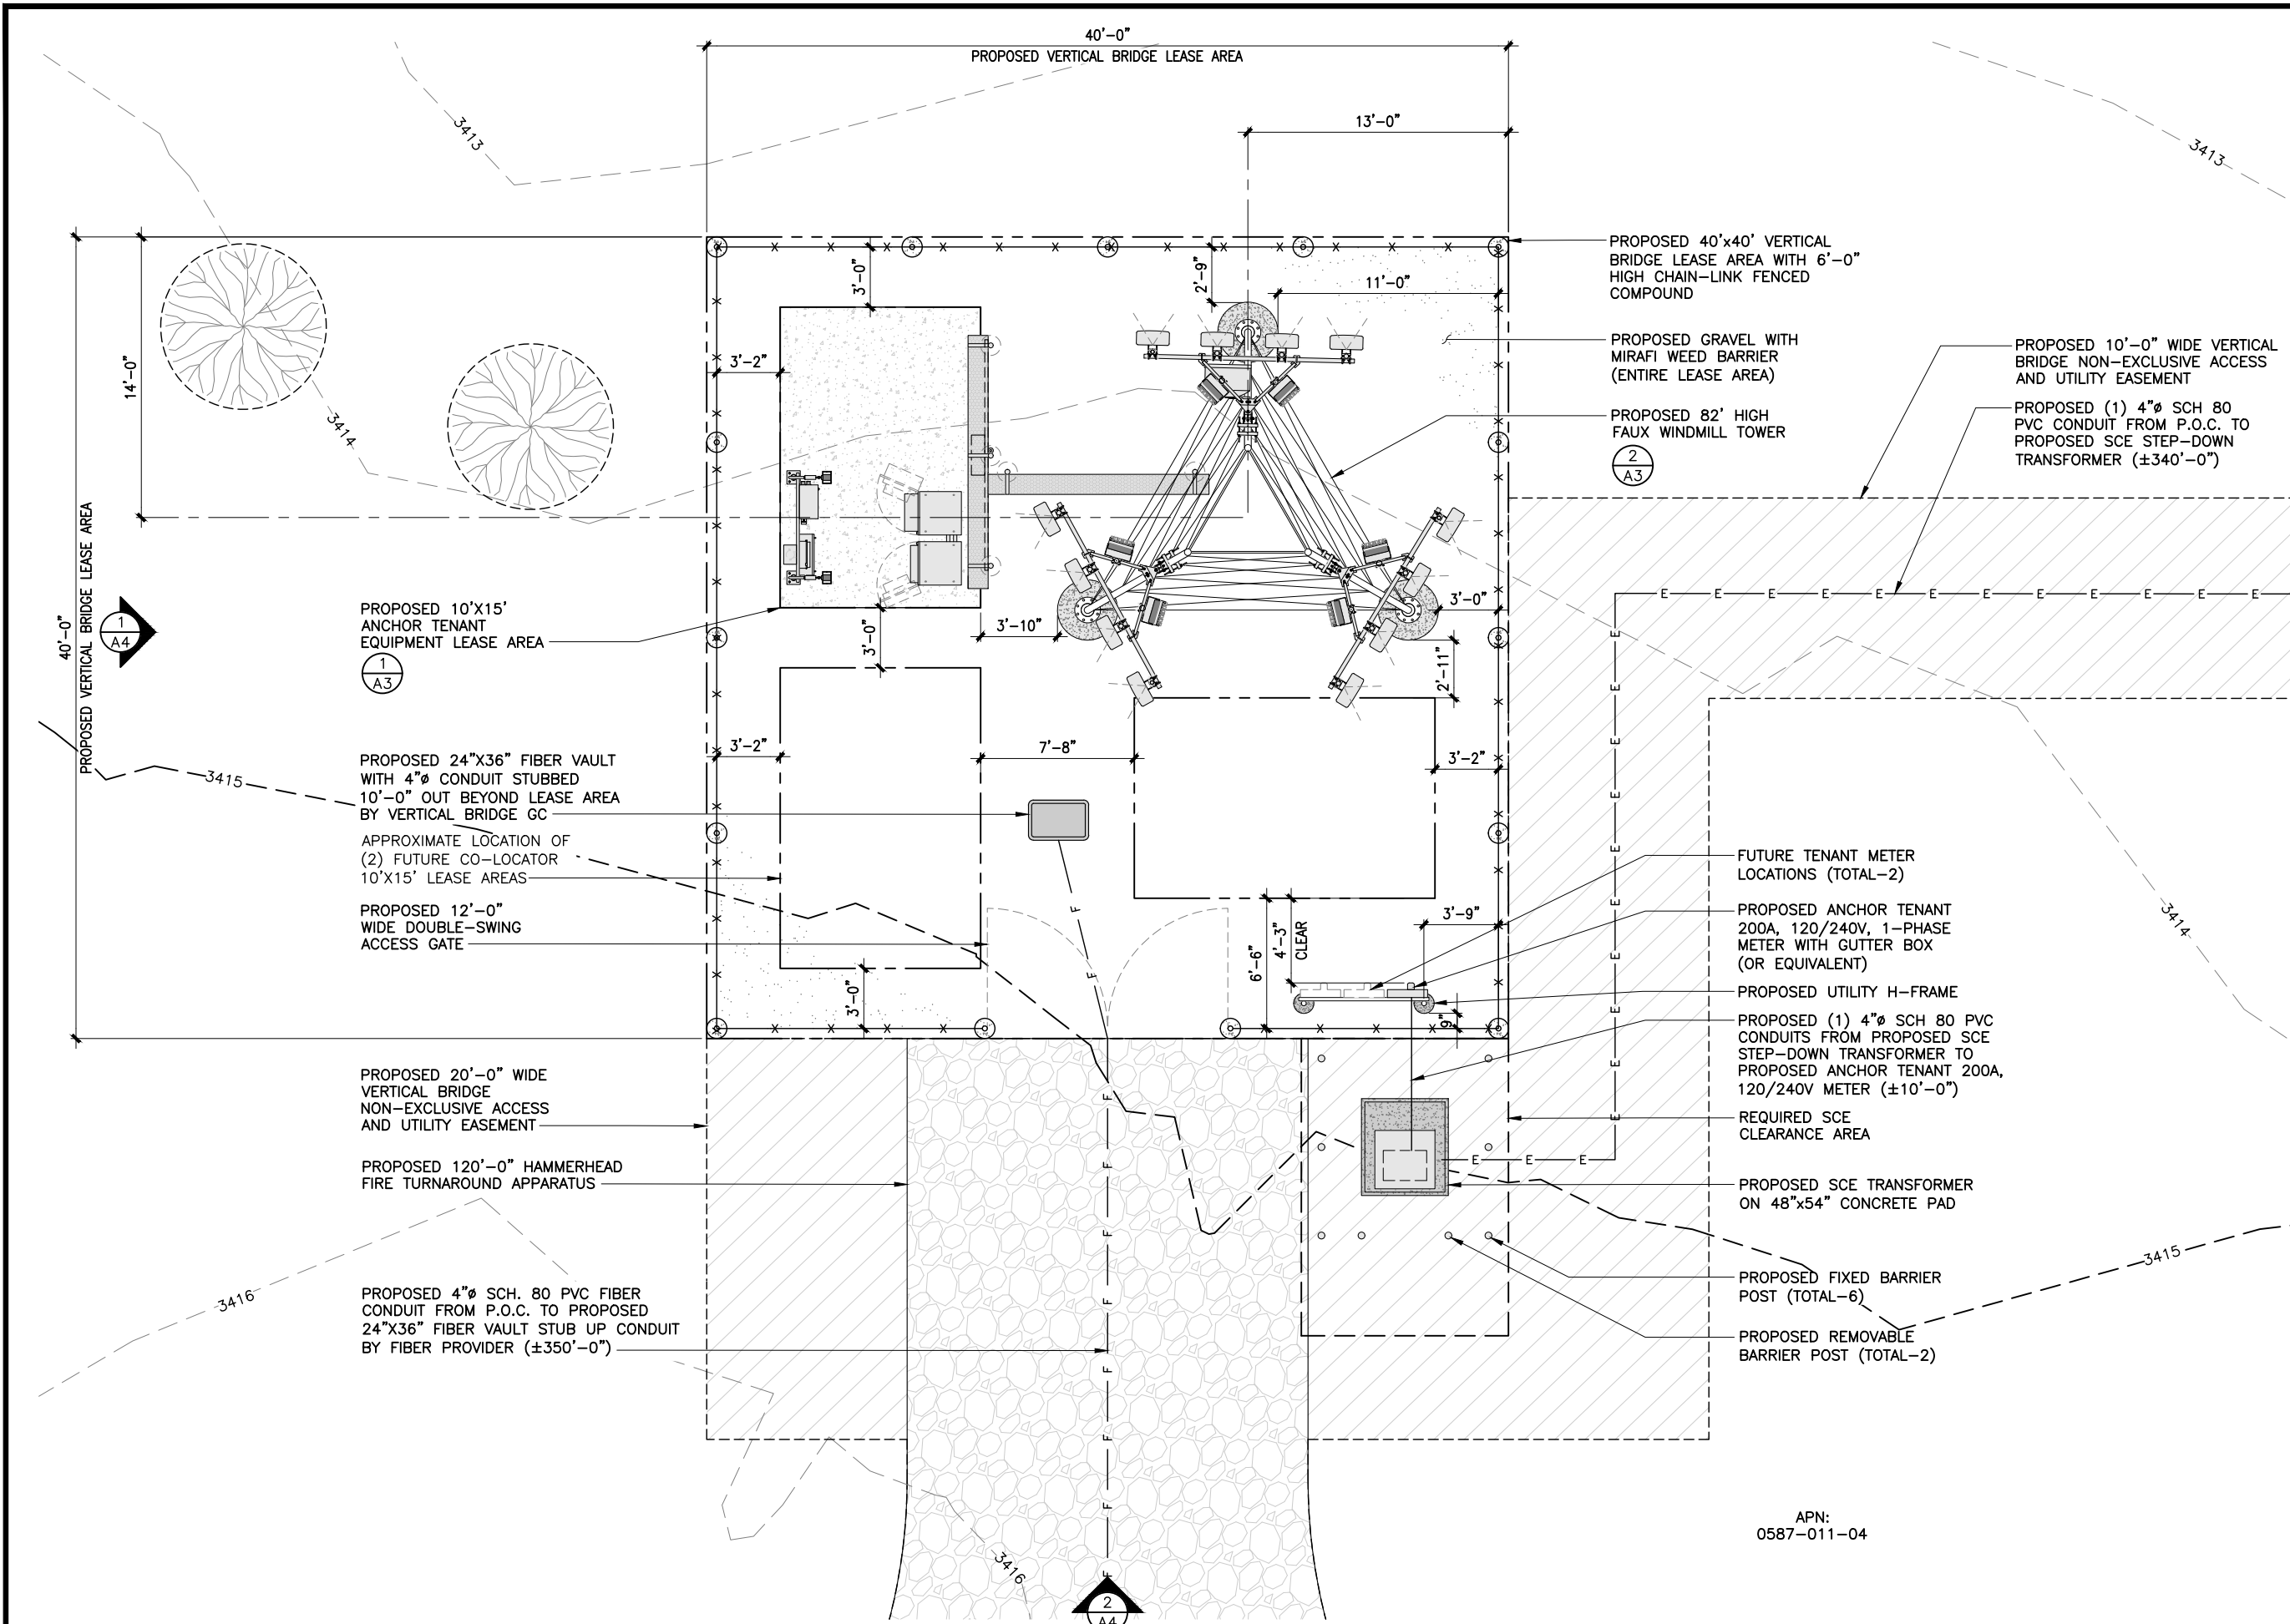 40'-0"
PROPOSED VERTICAL BRIDGE LEASE AREA
13'-0"
3413
3413
14'-0"
3'-0"
2'-9"
11'-0"
3'-2"
3414
PROPOSED 40'x40' VERTICAL
BRIDGE LEASE AREA WITH 6'-0"
HIGH CHAIN-LINK FENCED
COMPOUND
PROPOSED GRAVEL WITH
MIRAFI WEED BARRIER
(ENTIRE LEASE AREA)
PROPOSED 82' HIGH
FAUX WINDMILL TOWER
2
A3
PROPOSED 10'-0" WIDE VERTICAL
BRIDGE NON-EXCLUSIVE ACCESS
AND UTILITY EASEMENT
PROPOSED (1) 4"ø SCH 80
PVC CONDUIT FROM P.O.C. TO
PROPOSED SCE STEP-DOWN
TRANSFORMER (±340'-0")
40'-0"
PROPOSED VERTICAL BRIDGE LEASE AREA
1
A4
PROPOSED 10'X15'
ANCHOR TENANT
EQUIPMENT LEASE AREA
1
A3
3'-0"
3'-10"
3'-0"
2'-11"
E E E E E E E E E E E E
3'-2"
7'-8"
3'-2"
3415
PROPOSED 24"X36" FIBER VAULT
WITH 4"ø CONDUIT STUBBED
10'-0" OUT BEYOND LEASE AREA
BY VERTICAL BRIDGE GC
APPROXIMATE LOCATION OF
(2) FUTURE CO-LOCATOR
10'X15' LEASE AREAS
PROPOSED 12'-0"
WIDE DOUBLE-SWING
ACCESS GATE
3'-0"
6'-6"
4'-3"
CLEAR
3'-9"
9"
FUTURE TENANT METER
LOCATIONS (TOTAL-2)
PROPOSED ANCHOR TENANT
200A, 120/240V, 1-PHASE
METER WITH GUTTER BOX
(OR EQUIVALENT)
PROPOSED UTILITY H-FRAME
PROPOSED (1) 4"ø SCH 80 PVC
CONDUITS FROM PROPOSED SCE
STEP-DOWN TRANSFORMER TO
PROPOSED ANCHOR TENANT 200A,
120/240V METER (±10'-0")
REQUIRED SCE
CLEARANCE AREA
PROPOSED SCE TRANSFORMER
ON 48"x54" CONCRETE PAD
PROPOSED FIXED BARRIER
POST (TOTAL-6)
PROPOSED REMOVABLE
BARRIER POST (TOTAL-2)
3414
3415
PROPOSED 20'-0" WIDE
VERTICAL BRIDGE
NON-EXCLUSIVE ACCESS
AND UTILITY EASEMENT
PROPOSED 120'-0" HAMMERHEAD
FIRE TURNAROUND APPARATUS
3416
PROPOSED 4"ø SCH. 80 PVC FIBER
CONDUIT FROM P.O.C. TO PROPOSED
24"X36" FIBER VAULT STUB UP CONDUIT
BY FIBER PROVIDER (±350'-0")
E E E
F F F F F F F F
3416
2
A4
APN:
0587-011-04